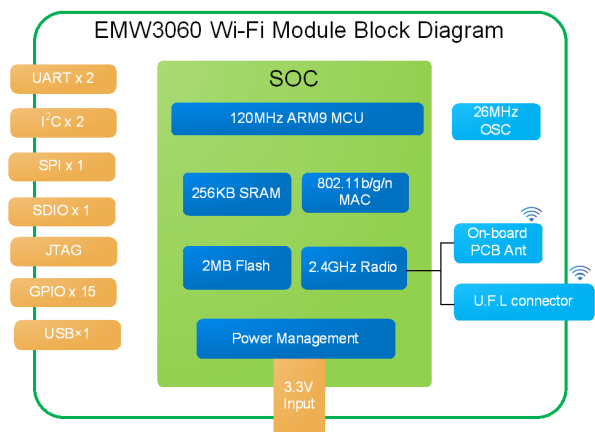 EMW3060 Wi-Fi Module Block Diagram
UART x 2
I²C x 2
SPI x 1
SDIO x 1
JTAG
GPIO x 15
USB×1
SOC
120MHz ARM9 MCU
256KB SRAM
802.11b/g/n
MAC
2MB Flash
2.4GHz Radio
Power Management
3.3V
Input
26MHz
OSC
On-board
PCB Ant
U.F.L connector